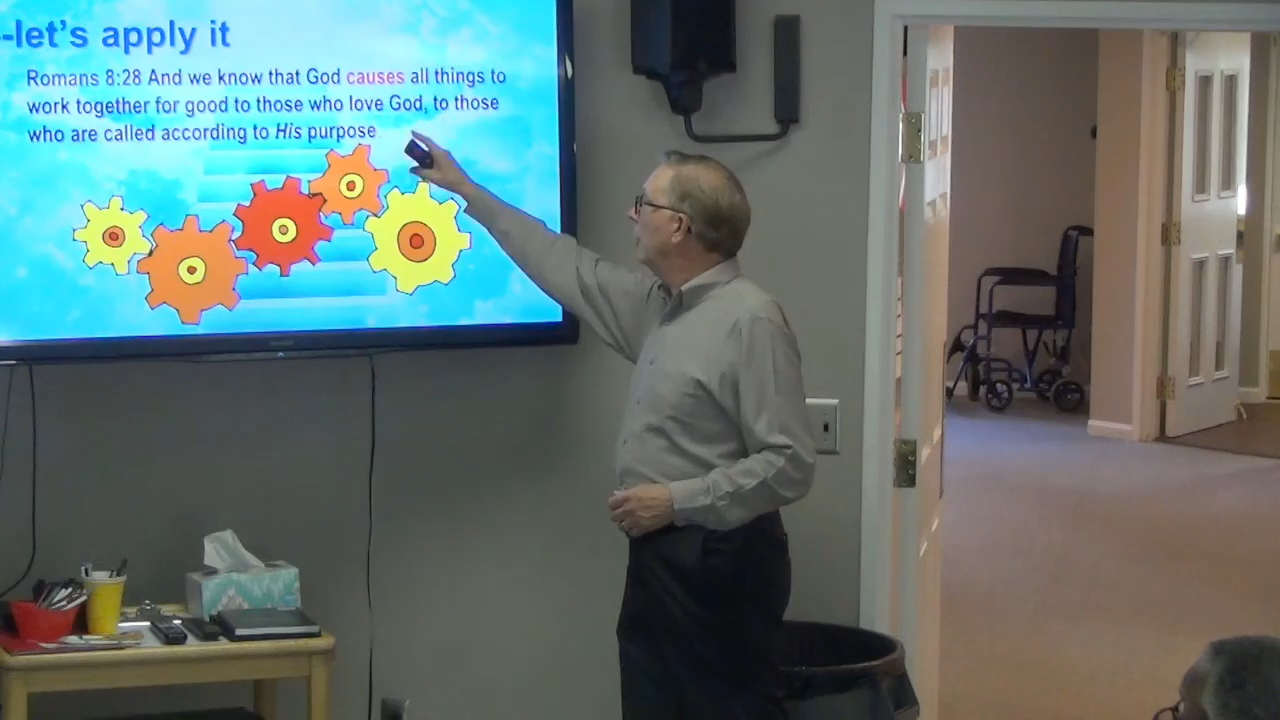 -let's apply it
Romans 8:28 And we know that God causes all things to
work together for good to those who love God, to those
who are called according to His purpose